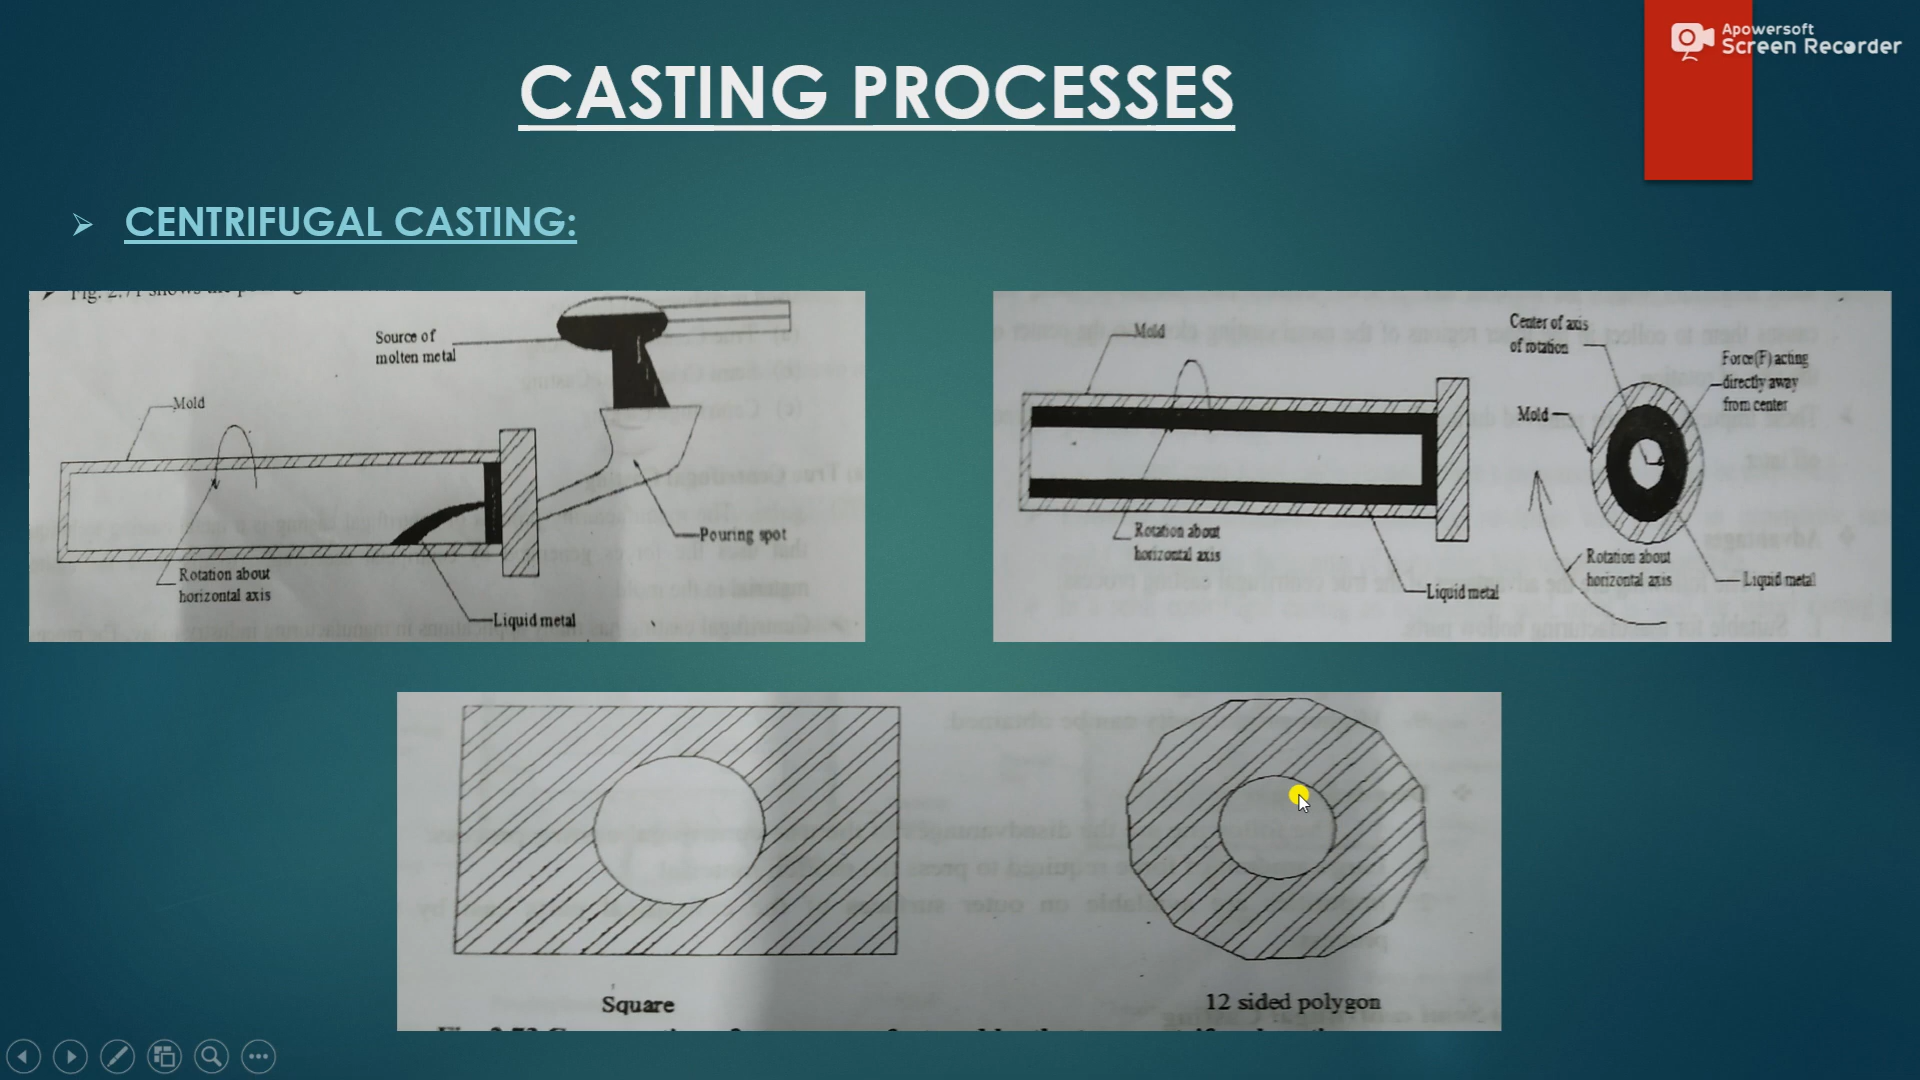 Apowersoft
Screen Recorder
CASTING PROCESSES
CENTRIFUGAL CASTING:
Source of
molten metal
Mold
Pouring spot
Rotation about
horizontal axis
Liquid metal
Mold
Rotation about
horizontal axis
Liquid metal
Center of axis
of rotation
Force(F) acting
directly away
from center
Mold
Rotation about
horizontal axis
Liquid metal
Square
12 sided polygon